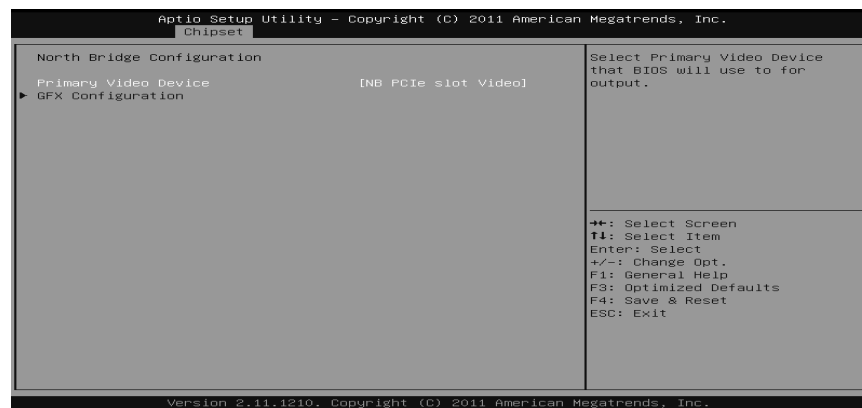 Aptio Setup Utility – Copyright (C) 2011 American Megatrends, Inc.
Chipset
North Bridge Configuration
Primary Video Device [NB PCIe slot Video]
▶ GFX Configuration
Select Primary Video Device
that BIOS will use to for
output.
→←: Select Screen
↑↓: Select Item
Enter: Select
+/-: Change Opt.
F1: General Help
F3: Optimized Defaults
F4: Save & Reset
ESC: Exit
Version 2.11.1210. Copyright (C) 2011 American Megatrends, Inc.